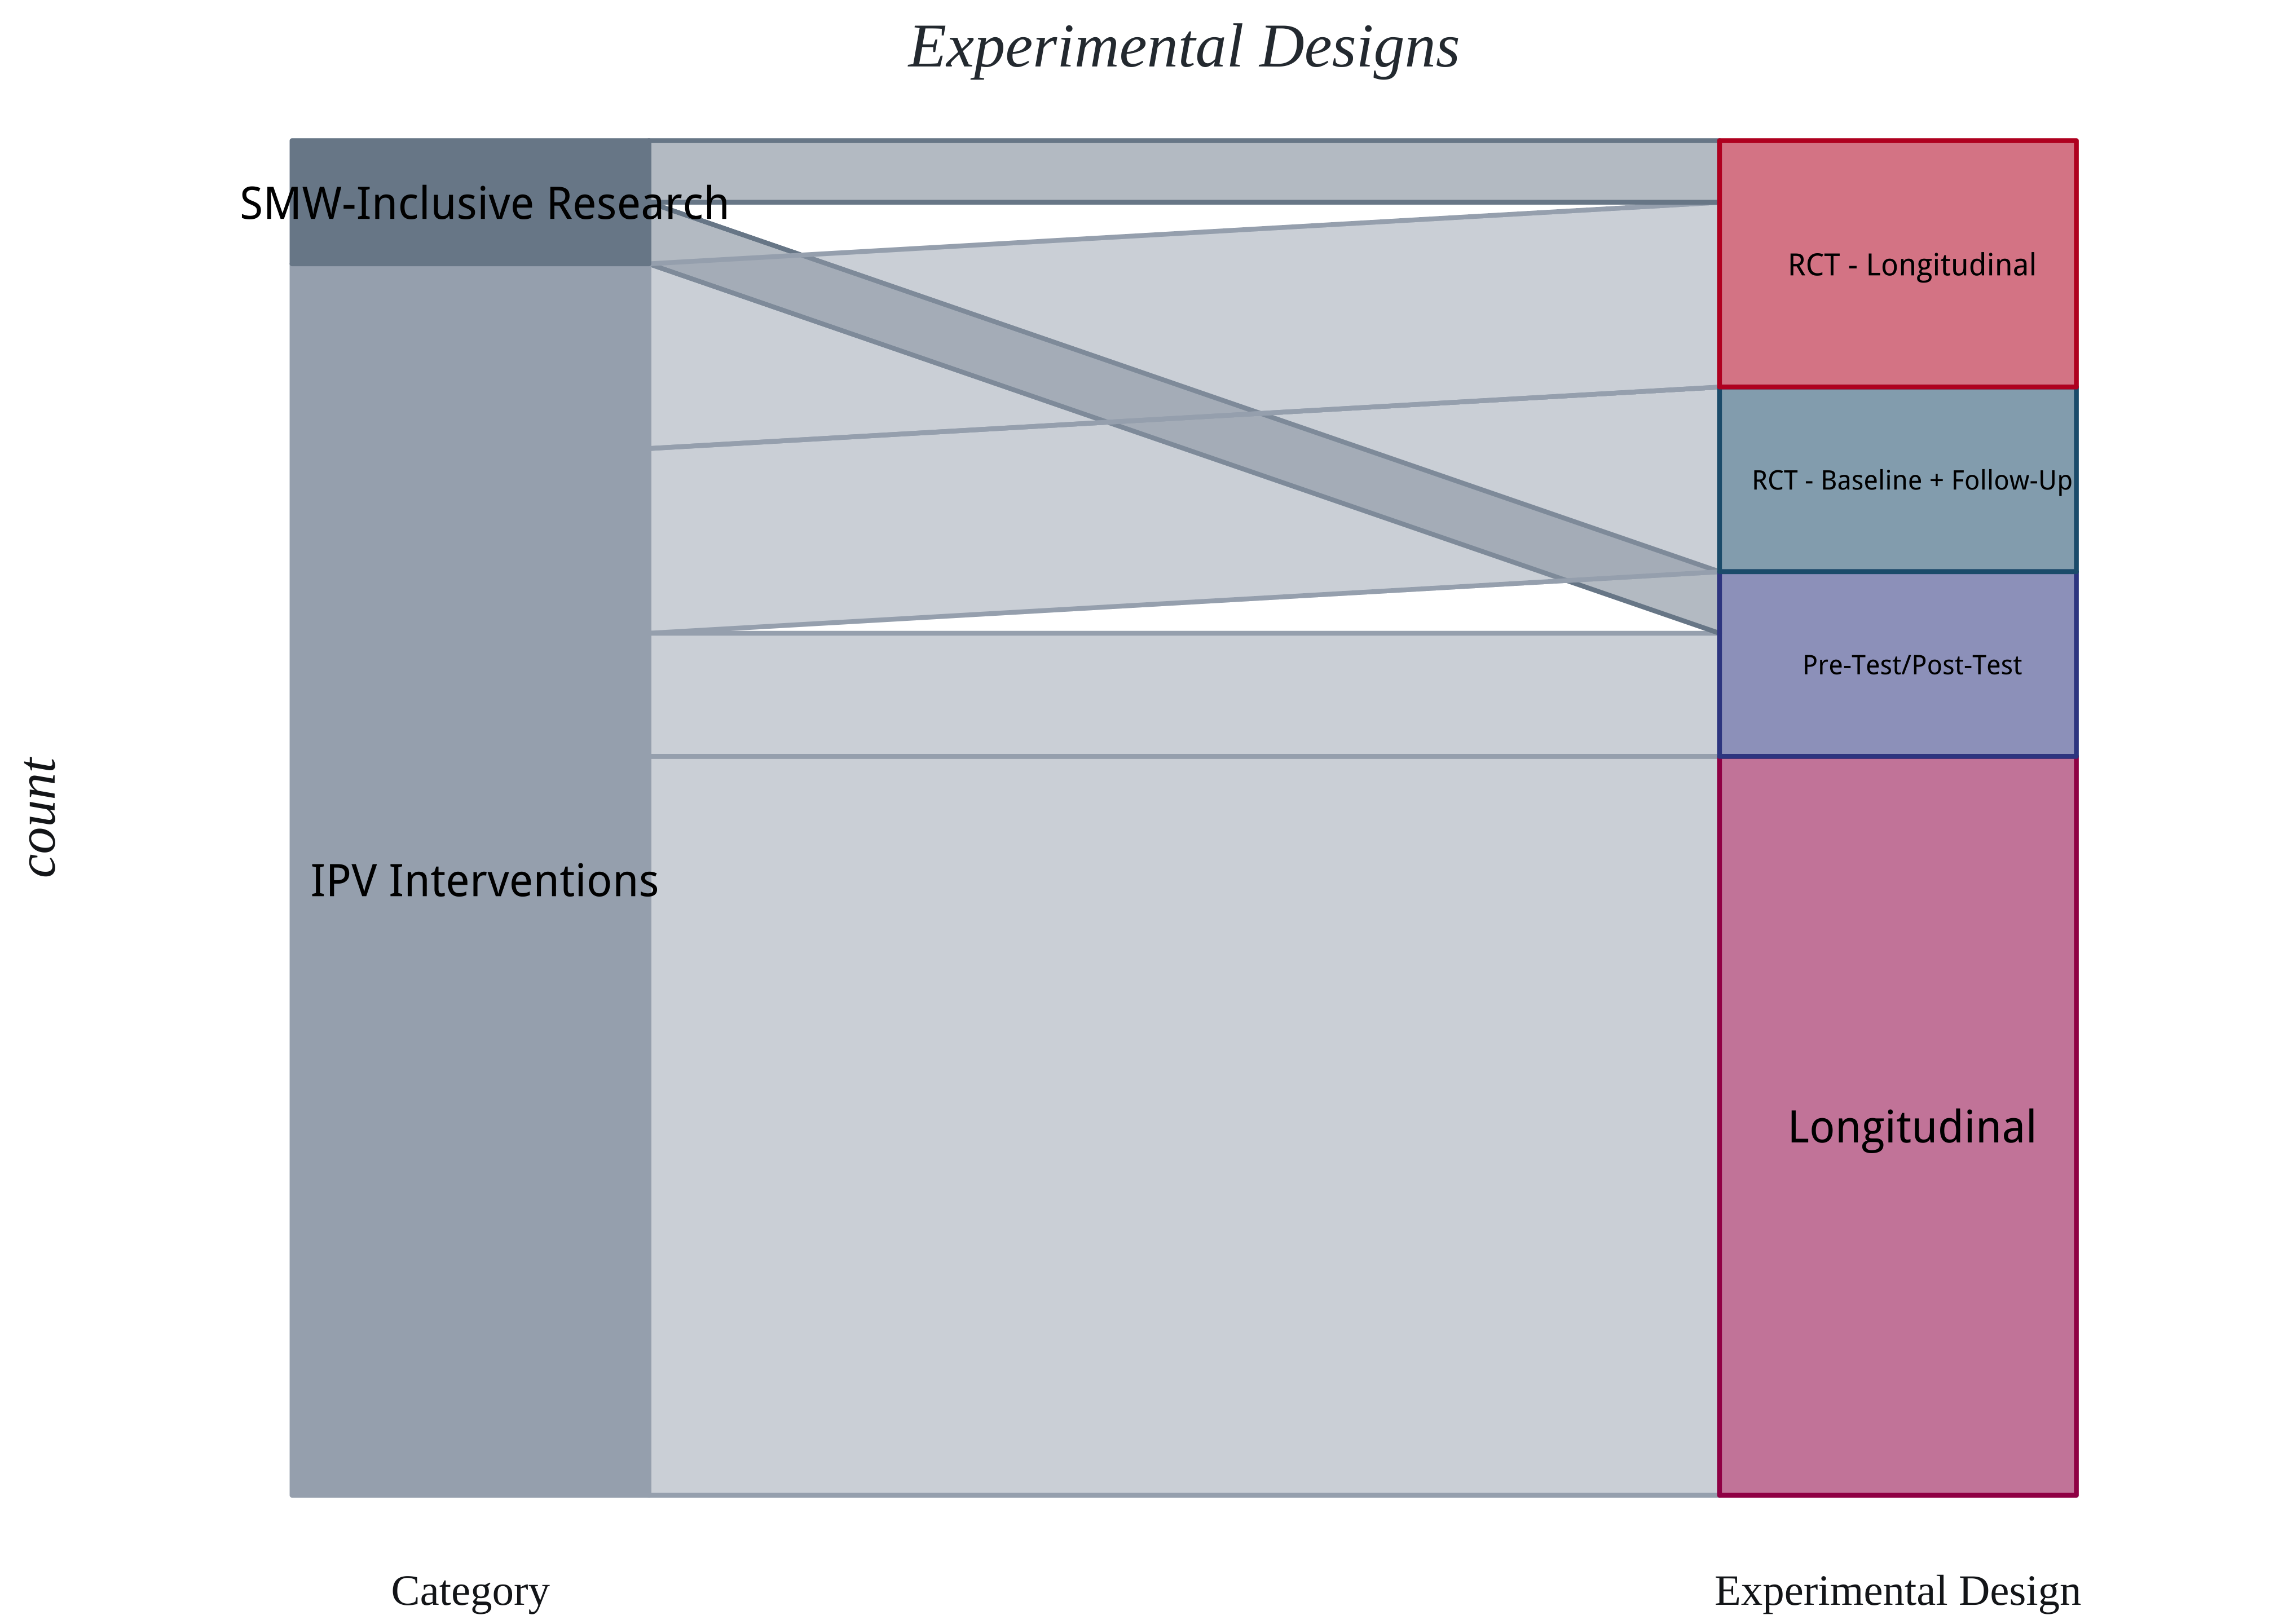 Experimental Designs
SMW-Inclusive Research
RCT - Longitudinal
RCT - Baseline + Follow-Up
Pre-Test/Post-Test
count
IPV Interventions
Longitudinal
Category
Experimental Design